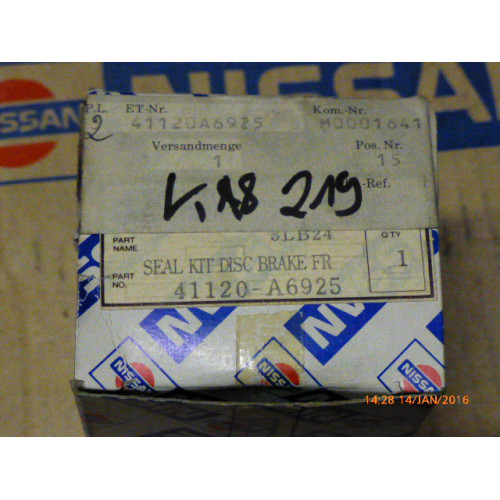 NISSAN
NISSAN
P.L. ET-Nr. Kom.-Nr.
2 41120A6925 M0001641
Versandmenge Pos. Nr.
1 15
-Ref.
219
PART NAME 3LB24 QTY
SEAL KIT DISC BRAKE FR 1
PART NO. 41120-A6925
NISSAN
NISSAN
NISSAN
14:28 14/JAN/2016